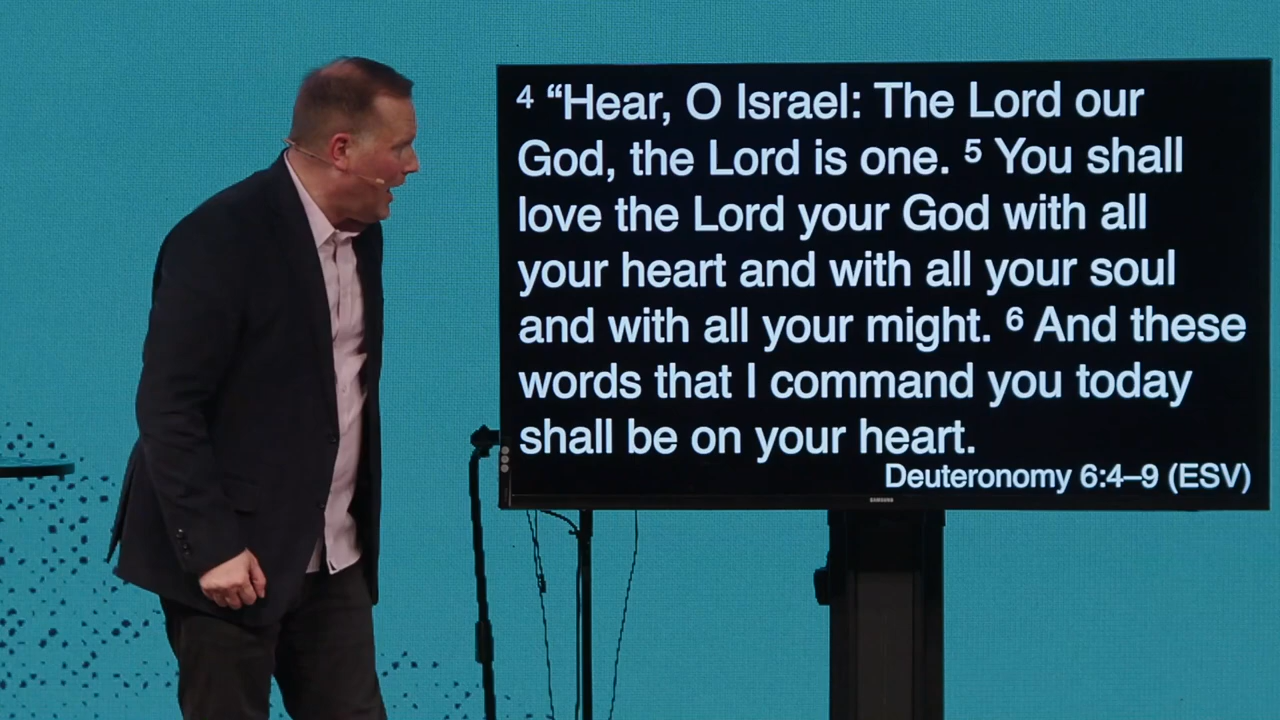 4 “Hear, O Israel: The Lord our
God, the Lord is one. 5 You shall
love the Lord your God with all
your heart and with all your soul
and with all your might. 6 And these
words that I command you today
shall be on your heart.
Deuteronomy 6:4–9 (ESV)
SAMSUNG